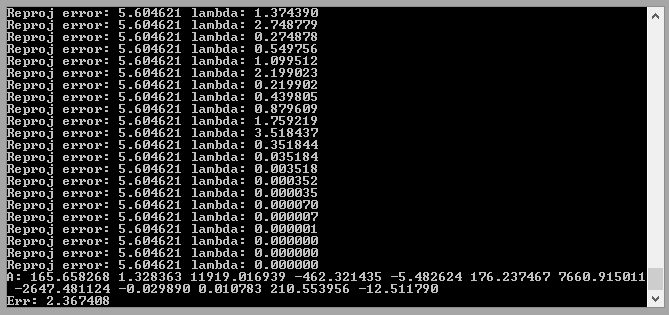 Reproj error: 5.604621 lambda: 1.374390
Reproj error: 5.604621 lambda: 2.748779
Reproj error: 5.604621 lambda: 0.274878
Reproj error: 5.604621 lambda: 0.549756
Reproj error: 5.604621 lambda: 1.099512
Reproj error: 5.604621 lambda: 2.199023
Reproj error: 5.604621 lambda: 0.219902
Reproj error: 5.604621 lambda: 0.439805
Reproj error: 5.604621 lambda: 0.879609
Reproj error: 5.604621 lambda: 1.759219
Reproj error: 5.604621 lambda: 3.518437
Reproj error: 5.604621 lambda: 0.351844
Reproj error: 5.604621 lambda: 0.035184
Reproj error: 5.604621 lambda: 0.003518
Reproj error: 5.604621 lambda: 0.000352
Reproj error: 5.604621 lambda: 0.000035
Reproj error: 5.604621 lambda: 0.000070
Reproj error: 5.604621 lambda: 0.000007
Reproj error: 5.604621 lambda: 0.000001
Reproj error: 5.604621 lambda: 0.000000
Reproj error: 5.604621 lambda: 0.000000
Reproj error: 5.604621 lambda: 0.000000
A: 165.658268 1.328363 11919.016939 -462.321435 -5.482624 176.237467 7660.915011
-2647.481124 -0.029890 0.010783 210.553956 -12.511790
Err: 2.367408